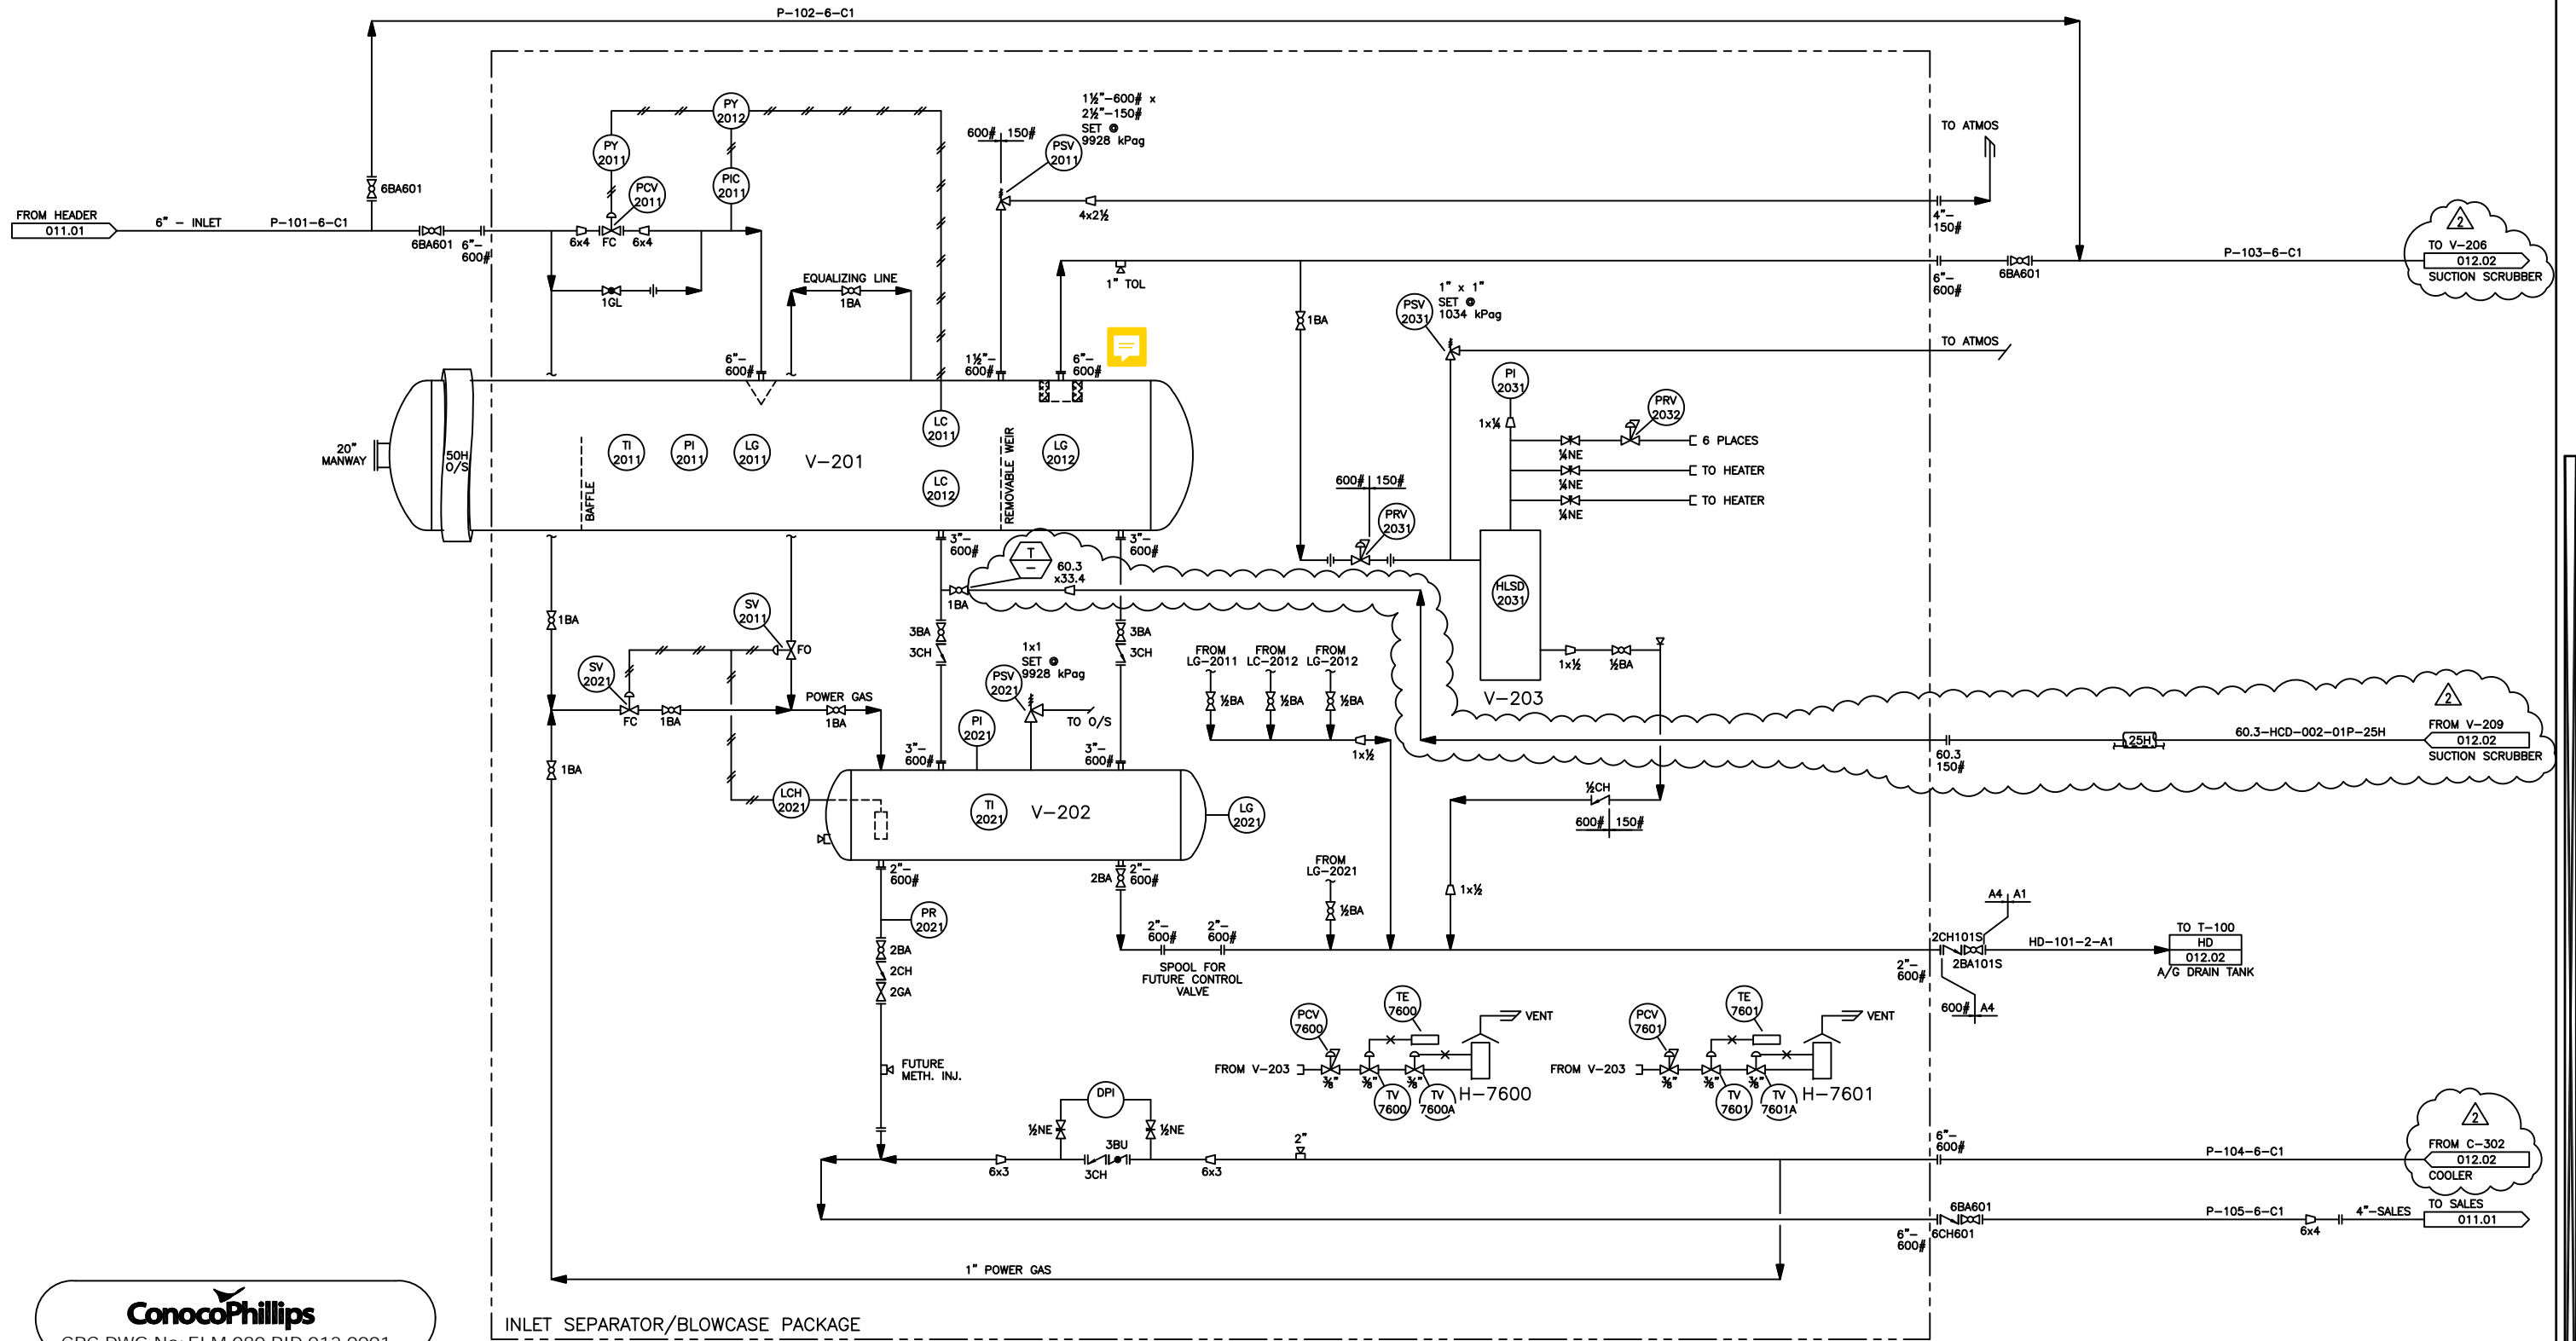 P-102-6-C1
PY
2012
PY
2011
PIC
2011
PCV
2011
1½"-600# x
2½"-150#
SET @
9928 kPag
600# 150#
PSV
2011
TO ATMOS
6BA601
FROM HEADER
011.01
6" - INLET
P-101-6-C1
6BA601
6"-
600#
6x4
FC
6x4
4x2½
4"-
150#
2
TO V-206
012.02
SUCTION SCRUBBER
P-103-6-C1
6BA601
6"-
600#
EQUALIZING LINE
1BA
1GL
1" TOL
1" x 1"
SET @
1034 kPag
PSV
2031
1BA
TO ATMOS
6"-
600#
1½"-
600#
6"-
600#
PI
2031
1x¼
PRV
2032
6 PLACES
¼NE
TO HEATER
¼NE
TO HEATER
¼NE
20"
MANWAY
50H
O/S
BAFFLE
TI
2011
PI
2011
LG
2011
V-201
LC
2011
LC
2012
REMOVABLE WEIR
LG
2012
600# 150#
PRV
2031
3"-
600#
3"-
600#
T
-
60.3
x33.4
1BA
HLSD
2031
1BA
SV
2011
FO
3BA
3CH
3BA
3CH
1x1
SET @
9928 kPag
PSV
2021
TO O/S
FROM
LG-2011
FROM
LC-2012
FROM
LG-2012
½BA
½BA
½BA
1x½
1x½
½BA
V-203
SV
2021
FC
1BA
POWER GAS
1BA
PI
2021
2
FROM V-209
012.02
SUCTION SCRUBBER
60.3-HCD-002-01P-25H
25H
60.3
150#
1BA
3"-
600#
3"-
600#
LCH
2021
TI
2021
V-202
LG
2021
½CH
600# 150#
2"-
600#
2BA
2"-
600#
FROM
LG-2021
½BA
1x½
A4 A1
PR
2021
2BA
2CH
2GA
2"-
600#
2"-
600#
SPOOL FOR
FUTURE CONTROL
VALVE
2CH101S
2BA101S
HD-101-2-A1
TO T-100
HD
012.02
A/G DRAIN TANK
2"-
600#
600# A4
FUTURE
METH. INJ.
PCV
7600
TE
7600
VENT
FROM V-203
⅜"
⅜"
⅜"
TV
7600
TV
7600A
H-7600
PCV
7601
TE
7601
VENT
FROM V-203
⅜"
⅜"
⅜"
TV
7601
TV
7601A
H-7601
DPI
½NE
½NE
3BU
3CH
6x3
6x3
2"
6"-
600#
P-104-6-C1
2
FROM C-302
012.02
COOLER
6BA601
6CH601
6"-
600#
P-105-6-C1
6x4
4"-SALES
TO SALES
011.01
1" POWER GAS
INLET SEPARATOR/BLOWCASE PACKAGE
ConocoPhillips